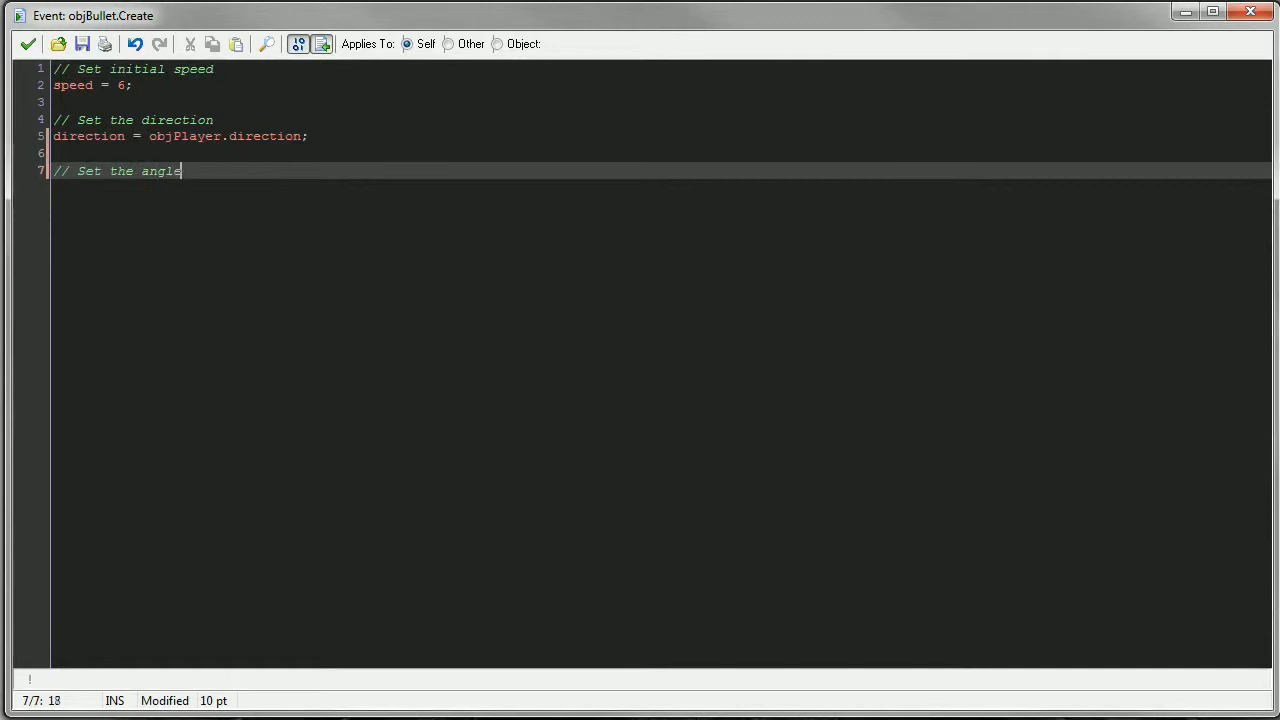 Event: objBullet.Create
Applies To: Self Other Object:
1 // Set initial speed
2 speed = 6;
3
4 // Set the direction
5 direction = objPlayer.direction;
6
7 // Set the angle
!
7/7: 18 INS Modified 10 pt